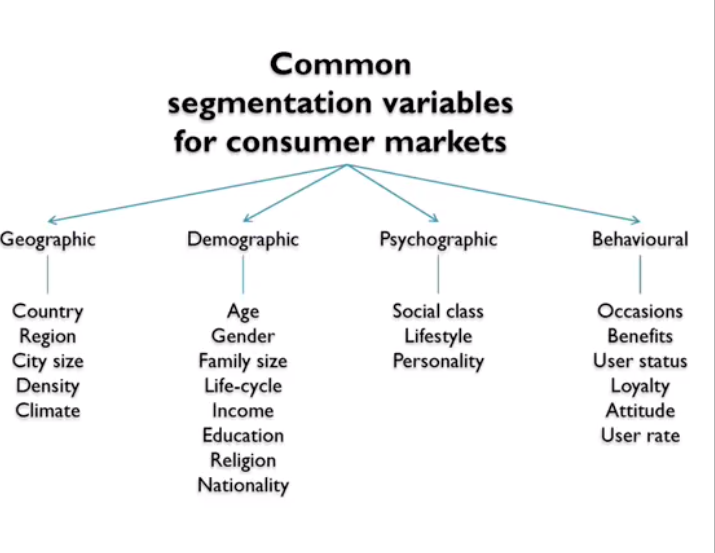 Common
segmentation variables
for consumer markets
Geographic
Country
Region
City size
Density
Climate
Demographic
Age
Gender
Family size
Life-cycle
Income
Education
Religion
Nationality
Psychographic
Social class
Lifestyle
Personality
Behavioural
Occasions
Benefits
User status
Loyalty
Attitude
User rate